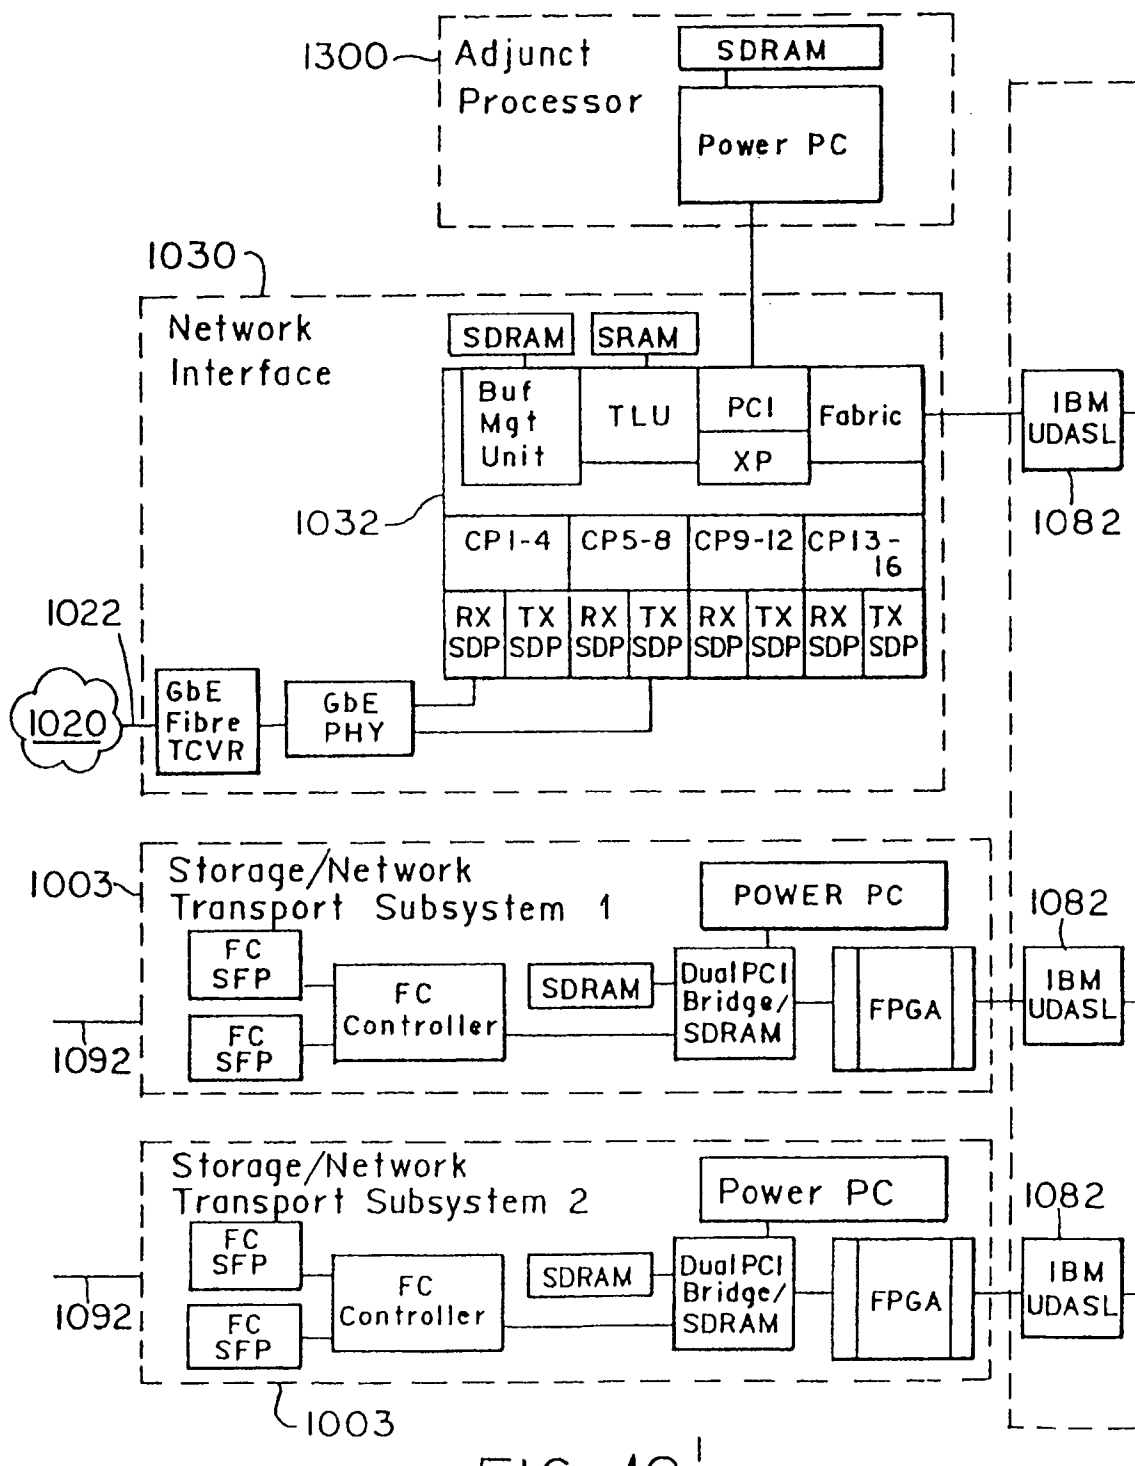 1300
Adjunct
Processor
SDRAM
Power PC
1030
Network
Interface
SDRAM
SRAM
Buf
Mgt
Unit
TLU
PCI
XP
Fabric
IBM
UDASL
1082
1032
CP1-4
CP5-8
CP9-12
CP13-
16
RX
SDP
TX
SDP
RX
SDP
TX
SDP
RX
SDP
TX
SDP
RX
SDP
TX
SDP
1022
1020
GbE
Fibre
TCVR
GbE
PHY
1003
Storage/Network
Transport Subsystem 1
POWER PC
FC
SFP
FC
SFP
FC
Controller
SDRAM
Dual PCI
Bridge/
SDRAM
FPGA
1082
IBM
UDASL
1092
Storage/Network
Transport Subsystem 2
Power PC
FC
SFP
FC
SFP
FC
Controller
SDRAM
Dual PCI
Bridge/
SDRAM
FPGA
1082
IBM
UDASL
1092
1003